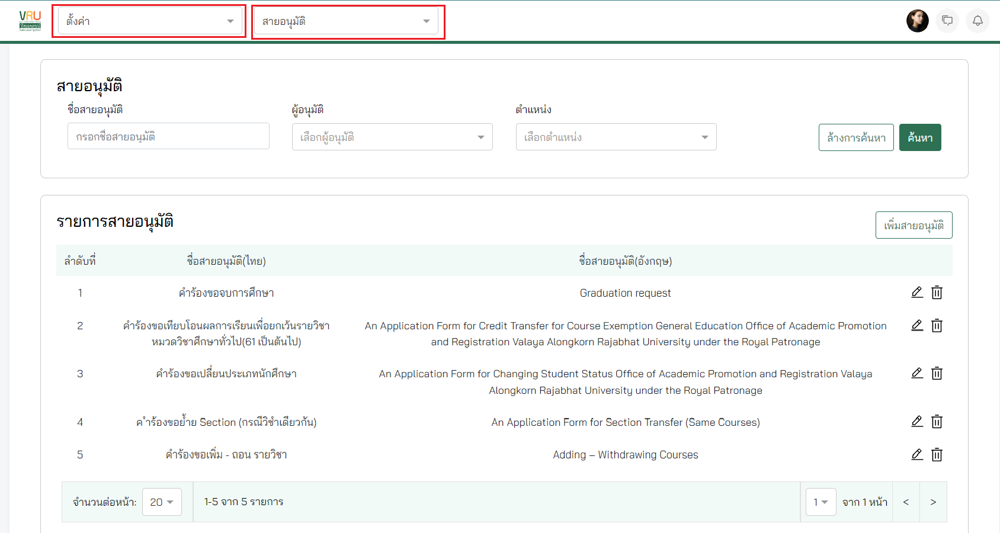 VRU
ตั้งค่า
สายอนุมัติ
สายอนุมัติ
ชื่อสายอนุมัติ
ผู้อนุมัติ
ตำแหน่ง
กรอกชื่อสายอนุมัติ
เลือกผู้อนุมัติ
เลือกตำแหน่ง
ล้างการค้นหา
ค้นหา
รายการสายอนุมัติ
เพิ่มสายอนุมัติ
ลำดับที่ ชื่อสายอนุมัติ(ไทย) ชื่อสายอนุมัติ(อังกฤษ)
1 คำร้องขอจบการศึกษา Graduation request
2 คำร้องขอเทียบโอนผลการเรียนเพื่อยกเว้นรายวิชา An Application Form for Credit Transfer for Course Exemption General Education Office of Academic Promotion
หมวดวิชาศึกษาทั่วไป(61 เป็นต้นไป) and Registration Valaya Alongkorn Rajabhat University under the Royal Patronage
3 คำร้องขอเปลี่ยนประเภทนักศึกษา An Application Form for Changing Student Status Office of Academic Promotion and Registration Valaya
Alongkorn Rajabhat University under the Royal Patronage
4 ค ำร้องขอย้ำย Section (กรณีวิชำเดียวกัน) An Application Form for Section Transfer (Same Courses)
5 คำร้องขอเพิ่ม - ถอน รายวิชา Adding – Withdrawing Courses
จำนวนต่อหน้า: 20 1-5 จาก 5 รายการ 1 จาก 1 หน้า < >